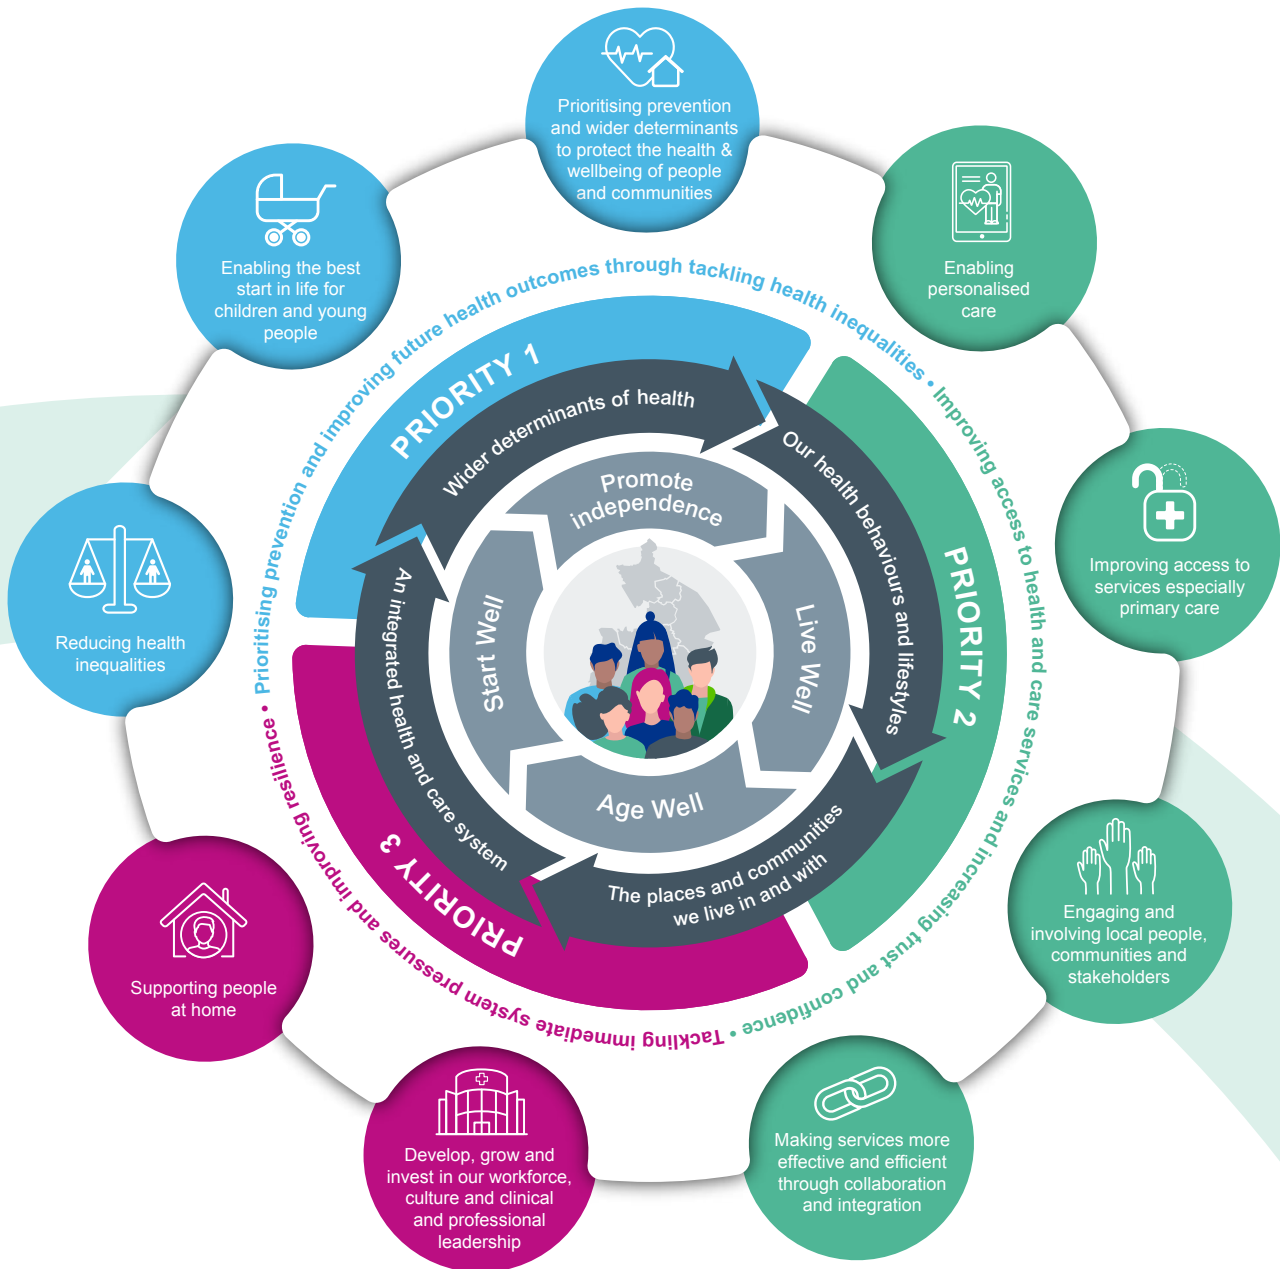 Prioritising prevention
and wider determinants
to protect the health &
wellbeing of people
and communities
Enabling
personalised
care
Improving access to
services especially
primary care
Engaging and
involving local people,
communities and
stakeholders
Making services more
effective and efficient
through collaboration
and integration
Develop, grow and
invest in our workforce,
culture and clinical
and professional
leadership
Supporting people
at home
Reducing health
inequalities
Enabling the best
start in life for
children and young
people
Prioritising prevention and improving future health outcomes through tackling health inequalities •
Improving access to health and care services and increasing trust and confidence •
Tackling immediate system pressures and improving resilience •
PRIORITY 1
PRIORITY 2
PRIORITY 3
Wider determinants of health
Our health behaviours and lifestyles
The places and communities
we live in and with
An integrated health and care system
Promote
independence
Live Well
Age Well
Start Well